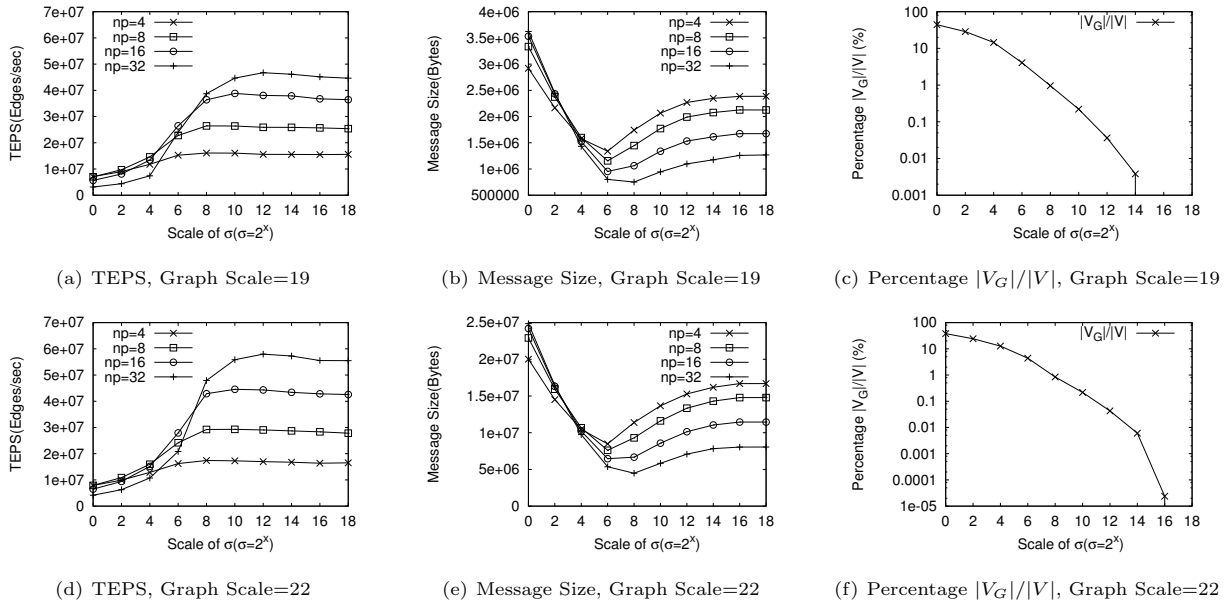 TEPS(Edges/sec)
8e+07
7e+07
6e+07
5e+07
4e+07
3e+07
2e+07
1e+07
0
np=4
np=8
np=16
np=32
0 2 4 6 8 10 12 14 16 18
Scale of σ(σ=2^x)
(a) TEPS, Graph Scale=19
Message Size(Bytes)
4e+06
3.5e+06
3e+06
2.5e+06
2e+06
1.5e+06
1e+06
500000
np=4
np=8
np=16
np=32
0 2 4 6 8 10 12 14 16 18
Scale of σ(σ=2^x)
(b) Message Size, Graph Scale=19
Percentage |V_G|/|V| (%)
100
10
1
0.1
0.01
0.001
|V_G|/|V|
0 2 4 6 8 10 12 14 16 18
Scale of σ(σ=2^x)
(c) Percentage |V_G|/|V|, Graph Scale=19
TEPS(Edges/sec)
7e+07
6e+07
5e+07
4e+07
3e+07
2e+07
1e+07
0
np=4
np=8
np=16
np=32
0 2 4 6 8 10 12 14 16 18
Scale of σ(σ=2^x)
(d) TEPS, Graph Scale=22
Message Size(Bytes)
2.5e+07
2e+07
1.5e+07
1e+07
5e+06
0
np=4
np=8
np=16
np=32
0 2 4 6 8 10 12 14 16 18
Scale of σ(σ=2^x)
(e) Message Size, Graph Scale=22
Percentage |V_G|/|V| (%)
100
10
1
0.1
0.01
0.001
0.0001
1e-05
|V_G|/|V|
0 2 4 6 8 10 12 14 16 18
Scale of σ(σ=2^x)
(f) Percentage |V_G|/|V|, Graph Scale=22